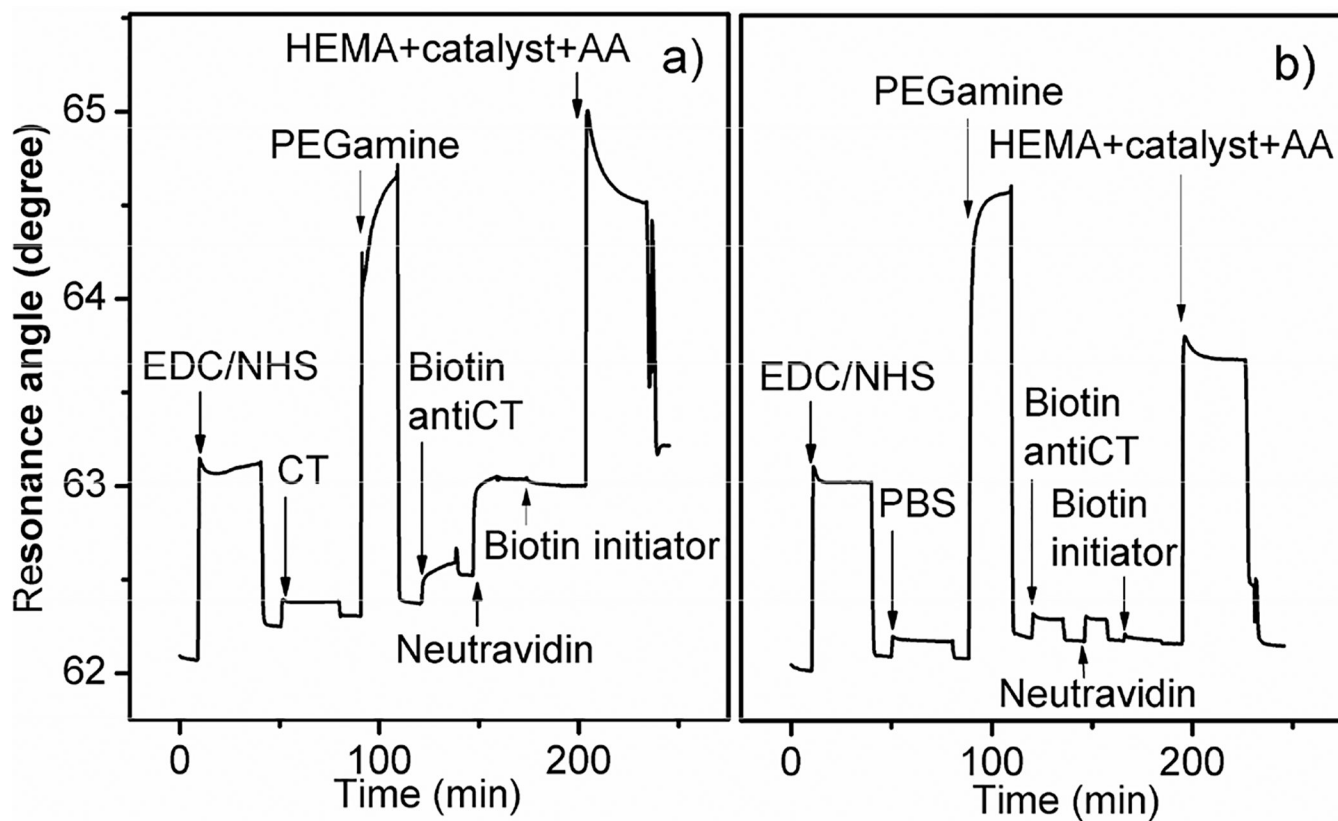 Resonance angle (degree)
65
64
63
62
HEMA+catalyst+AA
a)
PEGamine
EDC/NHS
CT
Biotin
antiCT
Biotin initiator
Neutravidin
0
100
200
Time (min)
b)
PEGamine
HEMA+catalyst+AA
EDC/NHS
PBS
Biotin
antiCT
Biotin
initiator
Neutravidin
0
100
200
Time (min)